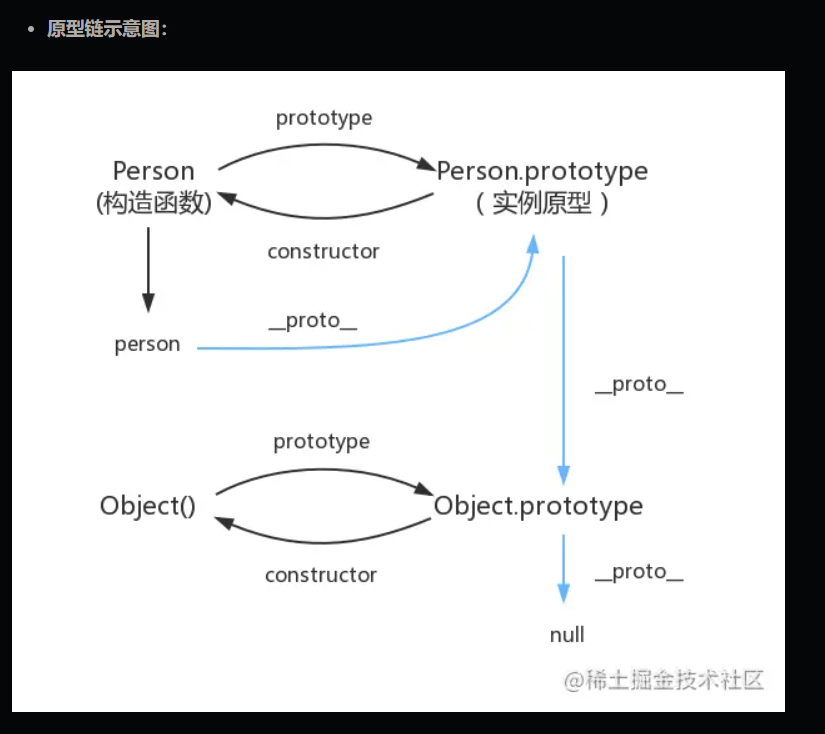 原型链示意图：
prototype
Person
(构造函数)
Person.prototype
（实例原型）
constructor
__proto__
person
__proto__
prototype
Object()
Object.prototype
constructor
__proto__
null
@稀土掘金技术社区